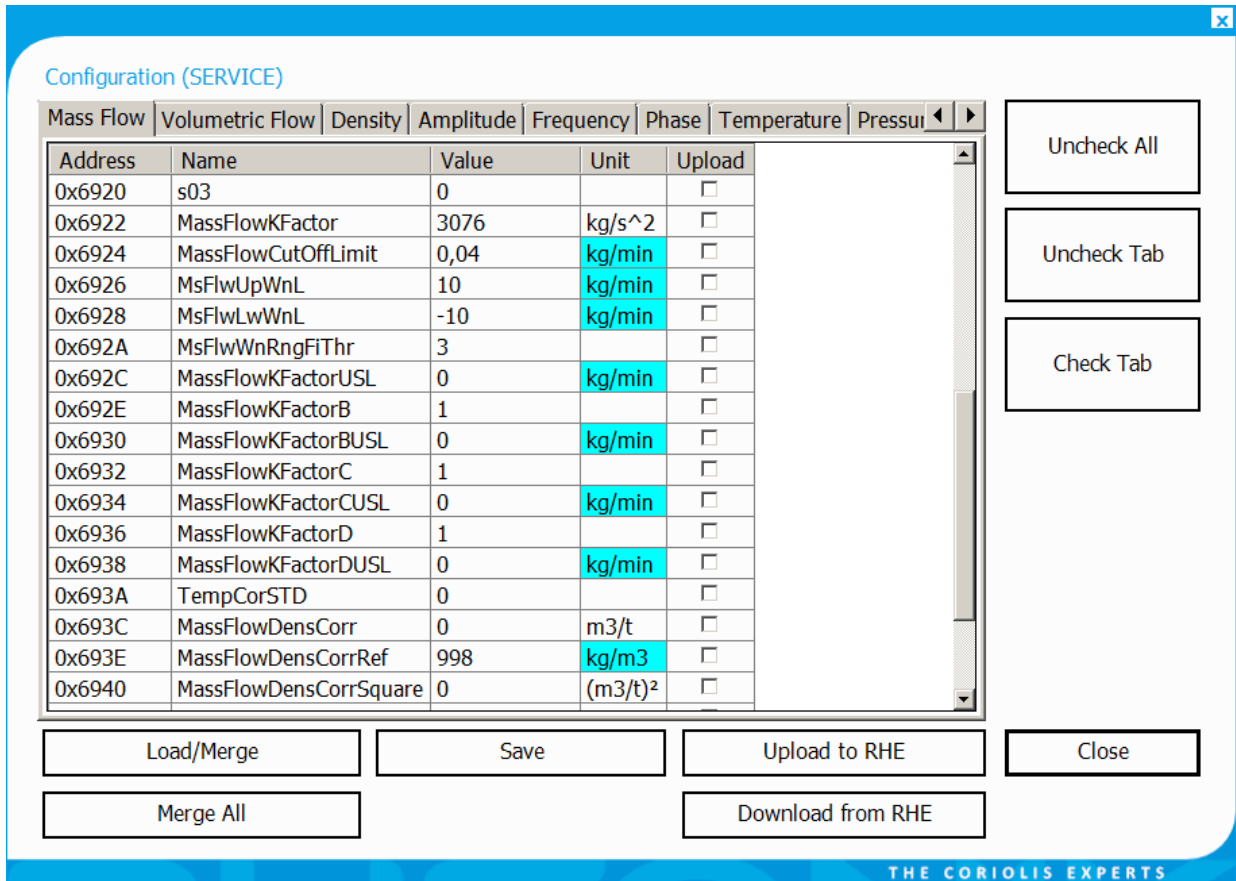 x
Configuration (SERVICE)
Mass Flow Volumetric Flow Density Amplitude Frequency Phase Temperature Pressu
Address Name Value Unit Upload
0x6920 s03 0
0x6922 MassFlowKFactor 3076 kg/s^2
0x6924 MassFlowCutOffLimit 0,04 kg/min
0x6926 MsFlwUpWnL 10 kg/min
0x6928 MsFlwLwWnL -10 kg/min
0x692A MsFlwWnRngFiThr 3
0x692C MassFlowKFactorUSL 0 kg/min
0x692E MassFlowKFactorB 1
0x6930 MassFlowKFactorBUSL 0 kg/min
0x6932 MassFlowKFactorC 1
0x6934 MassFlowKFactorCUSL 0 kg/min
0x6936 MassFlowKFactorD 1
0x6938 MassFlowKFactorDUSL 0 kg/min
0x693A TempCorSTD 0
0x693C MassFlowDensCorr 0 m3/t
0x693E MassFlowDensCorrRef 998 kg/m3
0x6940 MassFlowDensCorrSquare 0 (m3/t)²
Uncheck All
Uncheck Tab
Check Tab
Load/Merge Save Upload to RHE Close
Merge All Download from RHE
THE CORIOLIS EXPERTS